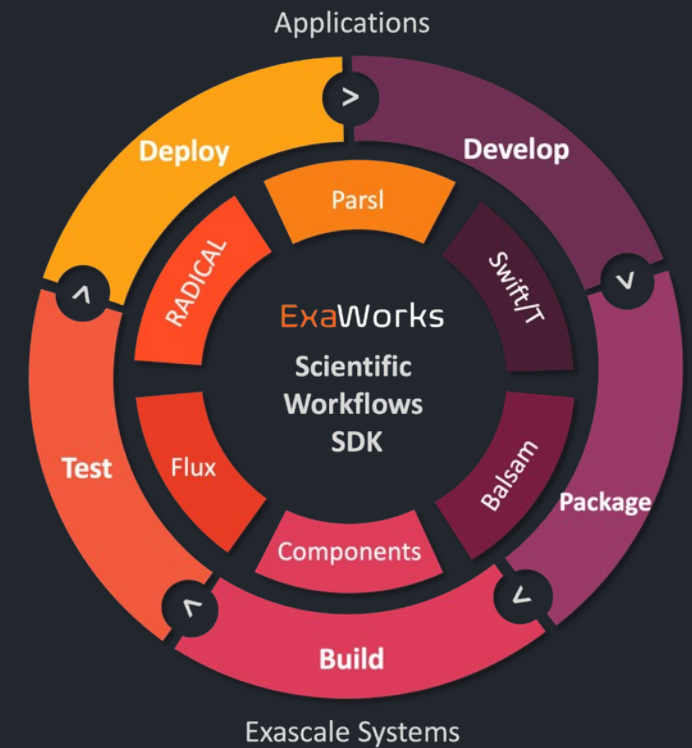 Applications
>
Deploy
Develop
Parsl
RADICAL
Swift/T
>
>
ExaWorks
Scientific
Workflows
SDK
Test
Flux
Balsam
Package
Components
>
>
Build
Exascale Systems